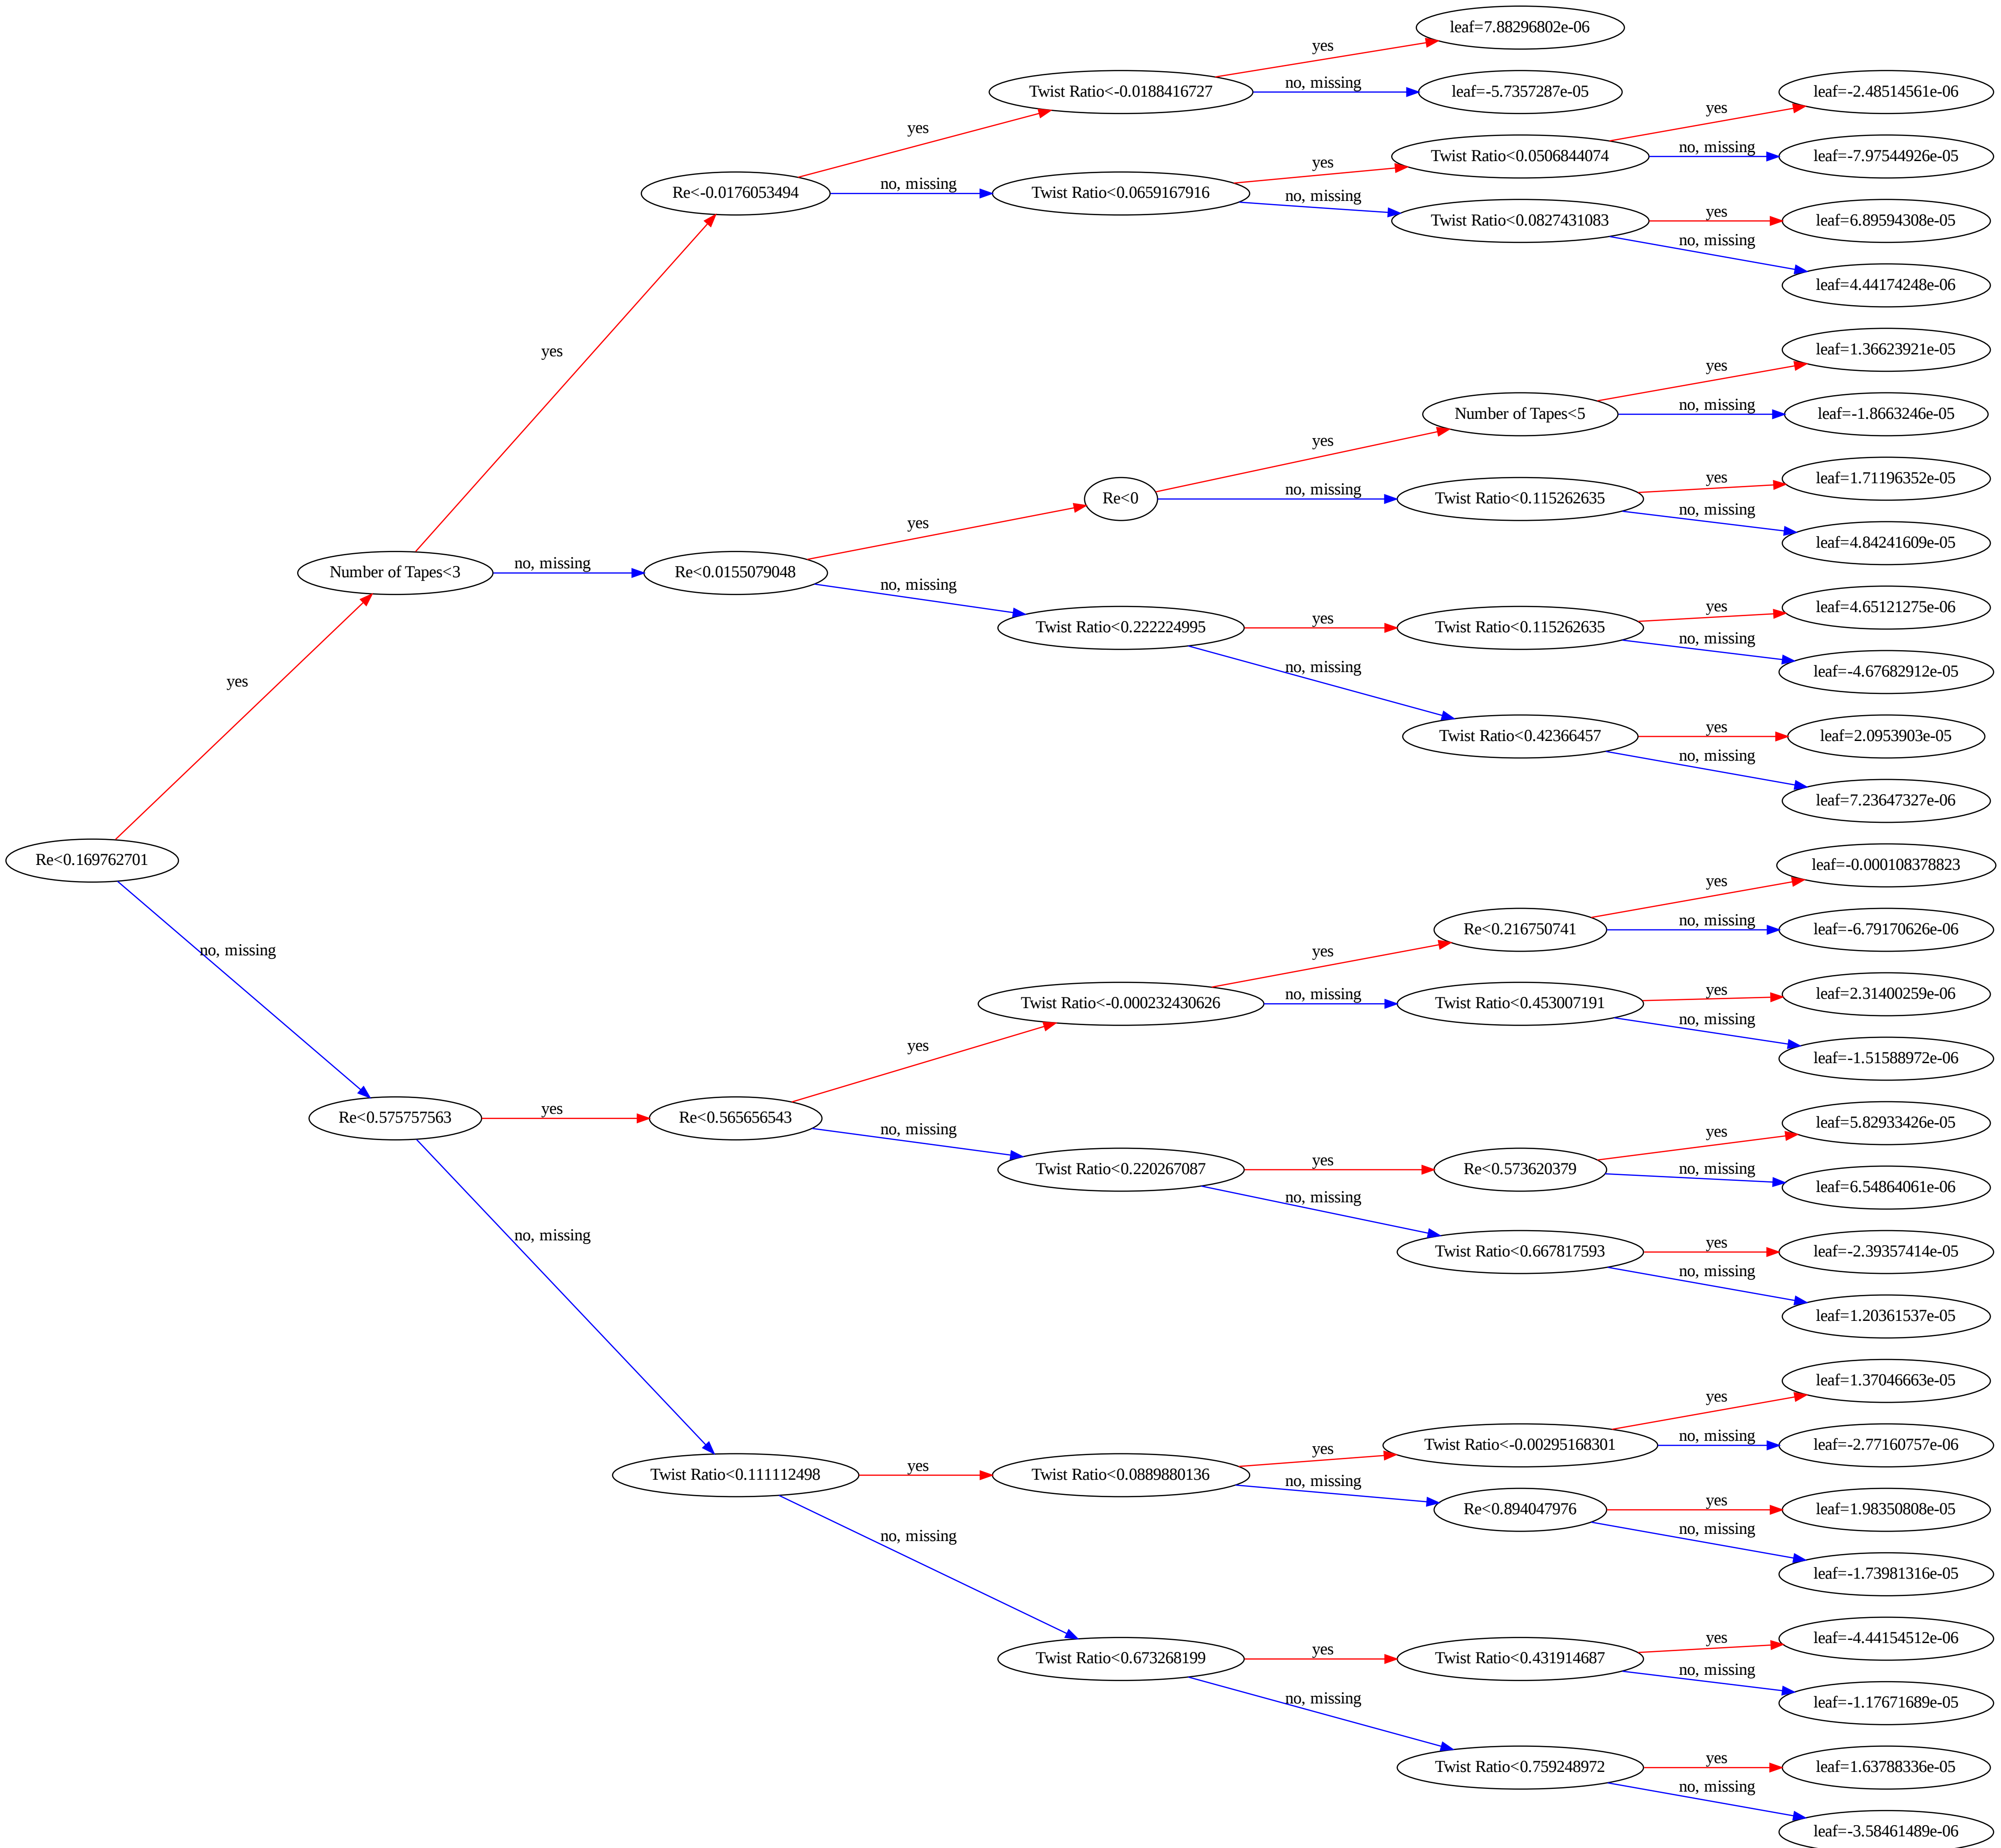 leaf=7.88296802e-06
yes
Twist Ratio<-0.0188416727
no, missing
leaf=-5.7357287e-05
leaf=-2.48514561e-06
yes
yes
Twist Ratio<0.0506844074
no, missing
leaf=-7.97544926e-05
yes
Re<-0.0176053494
no, missing
Twist Ratio<0.0659167916
no, missing
Twist Ratio<0.0827431083
yes
leaf=6.89594308e-05
no, missing
leaf=4.44174248e-06
yes
leaf=1.36623921e-05
yes
Number of Tapes<5
no, missing
leaf=-1.8663246e-05
yes
Re<0
no, missing
Twist Ratio<0.115262635
yes
leaf=1.71196352e-05
no, missing
leaf=4.84241609e-05
yes
Number of Tapes<3
no, missing
Re<0.0155079048
no, missing
Twist Ratio<0.222224995
yes
Twist Ratio<0.115262635
yes
leaf=4.65121275e-06
no, missing
leaf=-4.67682912e-05
yes
no, missing
Twist Ratio<0.42366457
yes
leaf=2.0953903e-05
no, missing
leaf=7.23647327e-06
Re<0.169762701
no, missing
leaf=-0.000108378823
yes
yes
Re<0.216750741
no, missing
leaf=-6.79170626e-06
Twist Ratio<-0.000232430626
no, missing
Twist Ratio<0.453007191
yes
leaf=2.31400259e-06
no, missing
leaf=-1.51588972e-06
yes
Re<0.575757563
yes
Re<0.565656543
no, missing
Twist Ratio<0.220267087
yes
Re<0.573620379
yes
leaf=5.82933426e-05
no, missing
leaf=6.54864061e-06
no, missing
Twist Ratio<0.667817593
yes
leaf=-2.39357414e-05
no, missing
leaf=1.20361537e-05
no, missing
leaf=1.37046663e-05
yes
yes
Twist Ratio<-0.00295168301
no, missing
leaf=-2.77160757e-06
Twist Ratio<0.111112498
yes
Twist Ratio<0.0889880136
no, missing
Re<0.894047976
yes
leaf=1.98350808e-05
no, missing
leaf=-1.73981316e-05
no, missing
Twist Ratio<0.673268199
yes
Twist Ratio<0.431914687
yes
leaf=-4.44154512e-06
no, missing
leaf=-1.17671689e-05
no, missing
Twist Ratio<0.759248972
yes
leaf=1.63788336e-05
no, missing
leaf=-3.58461489e-06